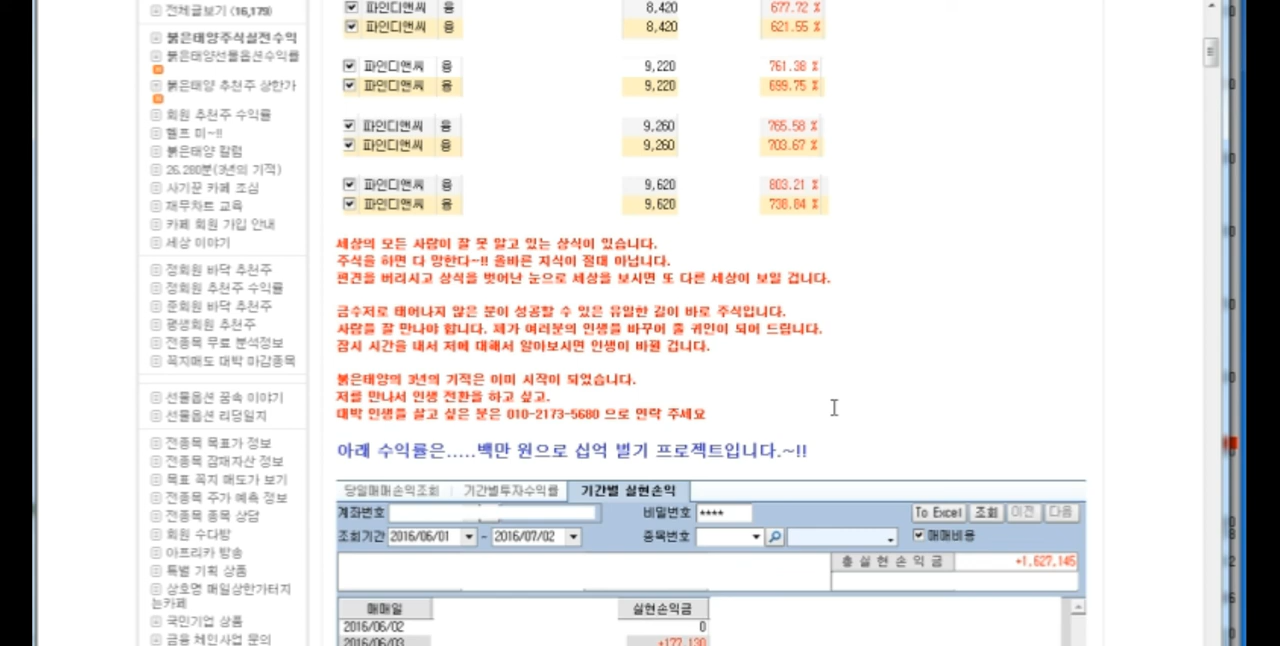 전체글보기 (16,179)
붉은태양주식실전수익
붉은태양선물옵션수익률
붉은태양 추천주 상한가
회원 추천주 수익률
헬프 미~!!
붉은태양 칼럼
26.280분(3년의 기적)
사기꾼 카페 조심
재무차트 교육
카페 회원 가입 안내
세상 이야기
정회원 바닥 추천주
정회원 추천주 수익률
준회원 바닥 추천주
평생회원 추천주
전종목 무료 분석정보
꼭지매도 대박 마감종목
선물옵션 꿈속 이야기
선물옵션 리딩일지
전종목 목표가 정보
전종목 잠재자산 정보
목표 꼭지 매도가 보기
전종목 주가 예측 정보
전종목 종목 상담
회원 수다방
아프리카 방송
특별 기획 상품
상호명 매일상한가터지
는카페
국민기업 상품
금융 체인사업 문의
파인디앤씨 융 8,420 677.72 %
파인디앤씨 융 8,420 621.55 %
파인디앤씨 융 9,220 761.38 %
파인디앤씨 융 9,220 699.75 %
파인디앤씨 융 9,260 765.58 %
파인디앤씨 융 9,260 703.67 %
파인디앤씨 융 9,620 803.21 %
파인디앤씨 융 9,620 738.84 %
세상의 모든 사람이 잘 못 알고 있는 상식이 있습니다.
주식을 하면 다 망한다~!! 올바른 지식이 절대 아닙니다.
편견을 버리시고 상식을 벗어난 눈으로 세상을 보시면 또 다른 세상이 보일 겁니다.
금수저로 태어나지 않은 분이 성공할 수 있은 유일한 길이 바로 주식입니다.
사람을 잘 만나야 합니다. 제가 여러분의 인생을 바꾸어 줄 귀인이 되어 드립니다.
잠시 시간을 내서 저에 대해서 알아보시면 인생이 바뀔 겁니다.
붉은태양의 3년의 기적은 이미 시작이 되었습니다.
저를 만나서 인생 전환을 하고 싶고.
대박 인생을 살고 싶은 분은 010-2173-5680 으로 연락 주세요
아래 수익률은.....백만 원으로 십억 벌기 프로젝트입니다.~!!
당일매매손익조회 기간별투자수익률 기간별 실현손익
계좌번호 비밀번호 **** To Excel 조회 이전 다음
조회기간 2016/06/01 - 2016/07/02 종목번호 매매비용
총실현손익금 +1,627,145
매매일 실현손익금
2016/06/02 0
2016/06/03 +177,130